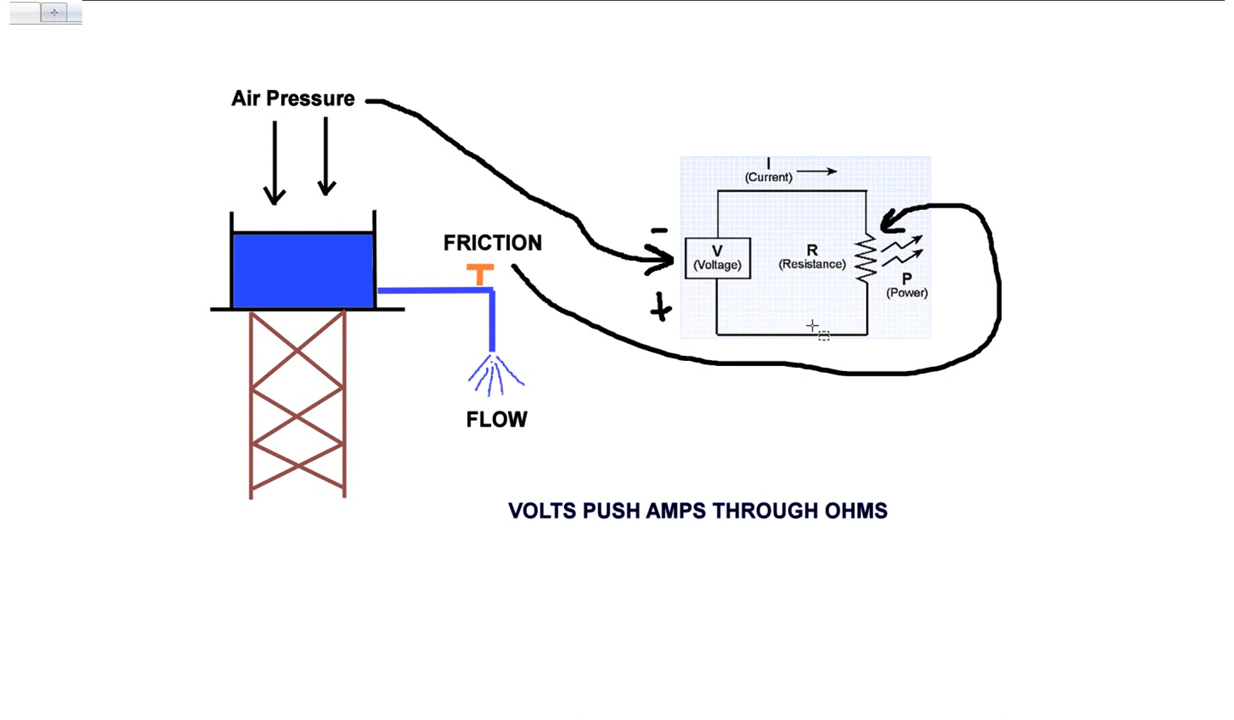 Air Pressure
FRICTION
FLOW
I
(Current)
-
V
(Voltage)
+
R
(Resistance)
P
(Power)
VOLTS PUSH AMPS THROUGH OHMS